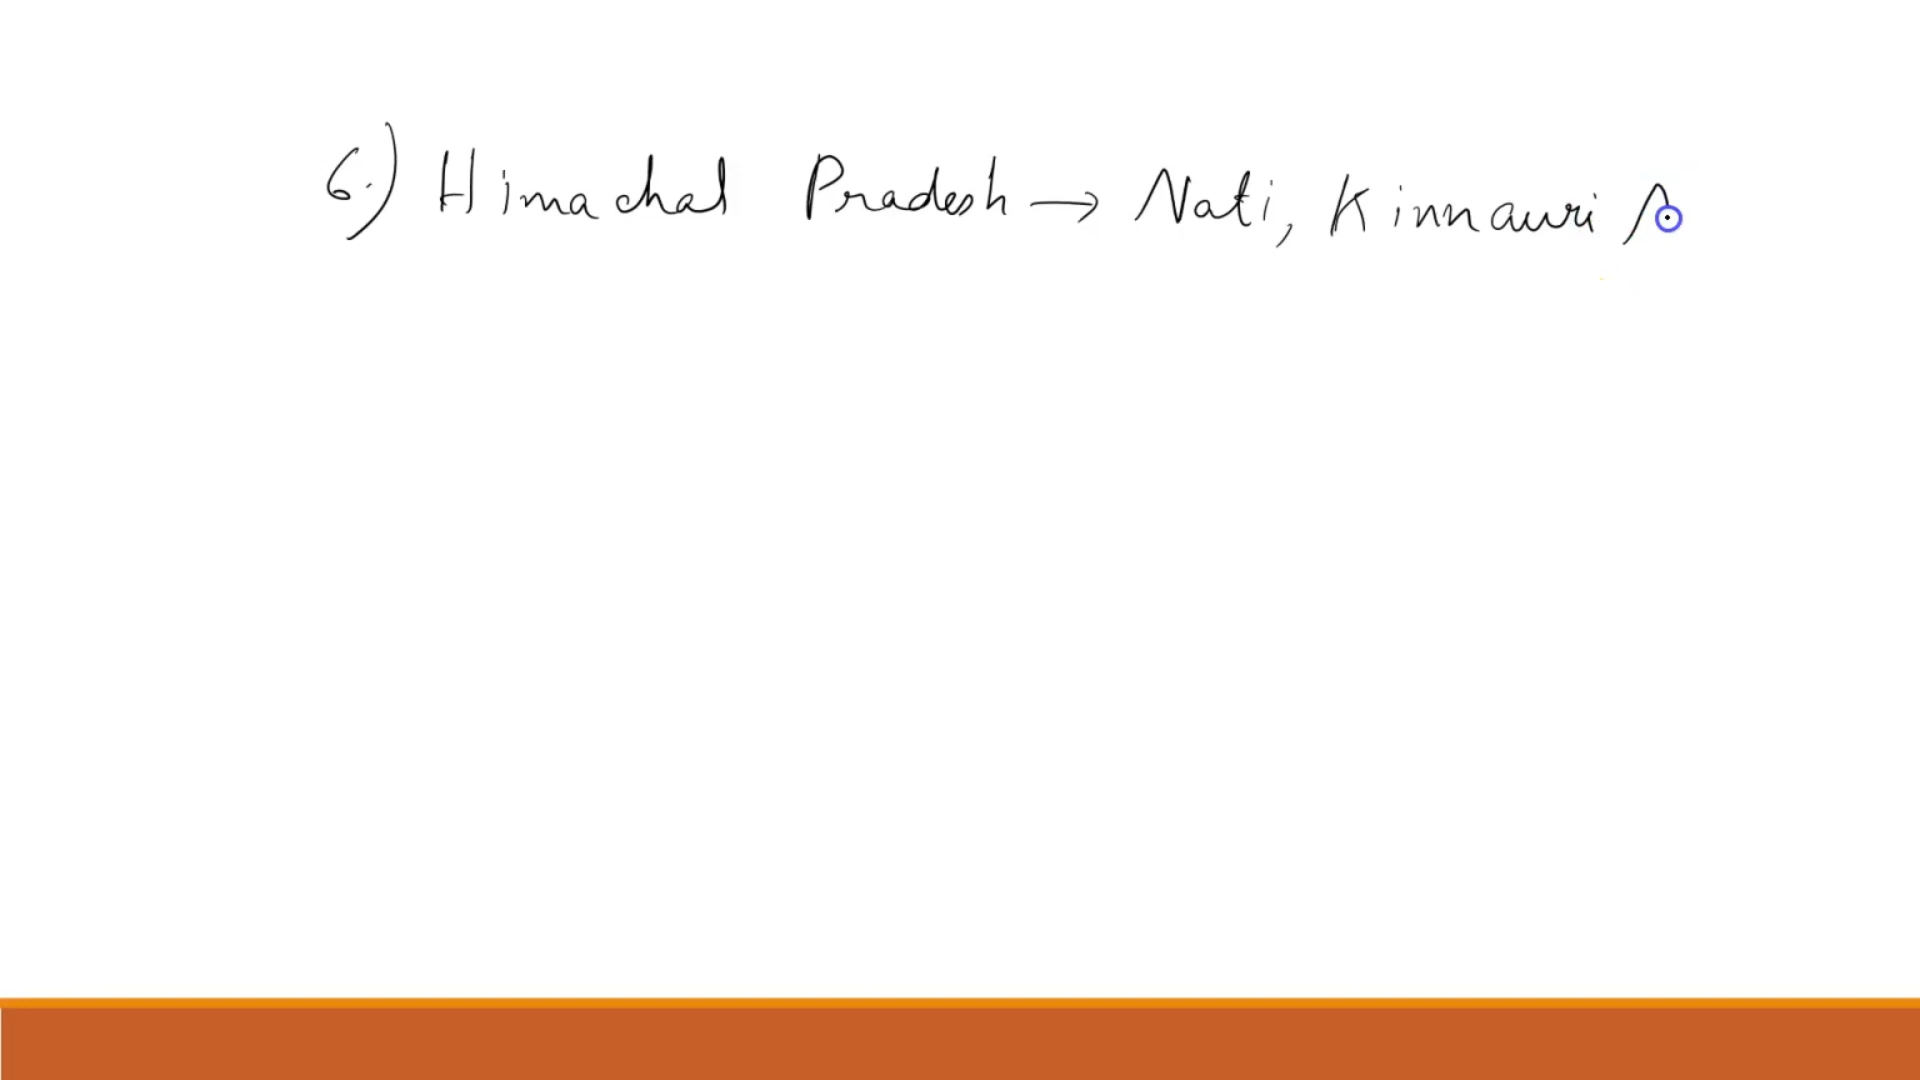 6.) Himachal Pradesh → Nati, Kinnauri